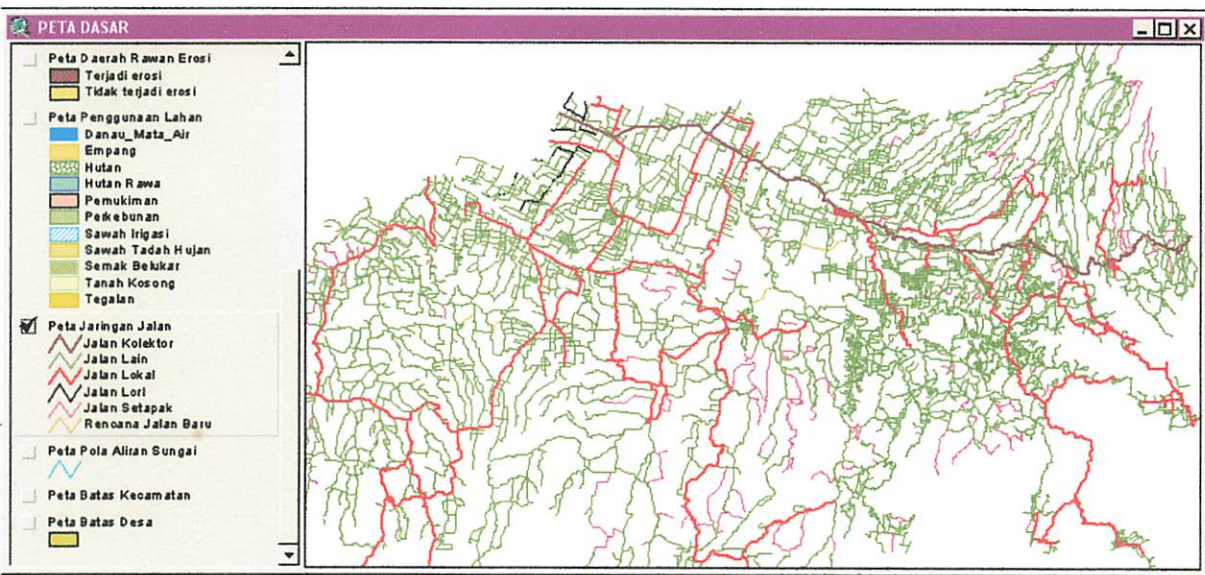 PETA DASAR
Peta Daerah Rawan Erosi
Terjadi erosi
Tidak terjadi erosi
Peta Penggunaan Lahan
Danau_Mata_Air
Empang
Hutan
Hutan Rawa
Pemukiman
Perkebunan
Sawah Irigasi
Sawah Tadah Hujan
Semak Belukar
Tanah Kosong
Tegalan
Peta Jaringan Jalan
Jalan Kolektor
Jalan Lain
Jalan Lokal
Jalan Lori
Jalan Setapak
Rencana Jalan Baru
Peta Pola Aliran Sungai
Peta Batas Kecamatan
Peta Batas Desa